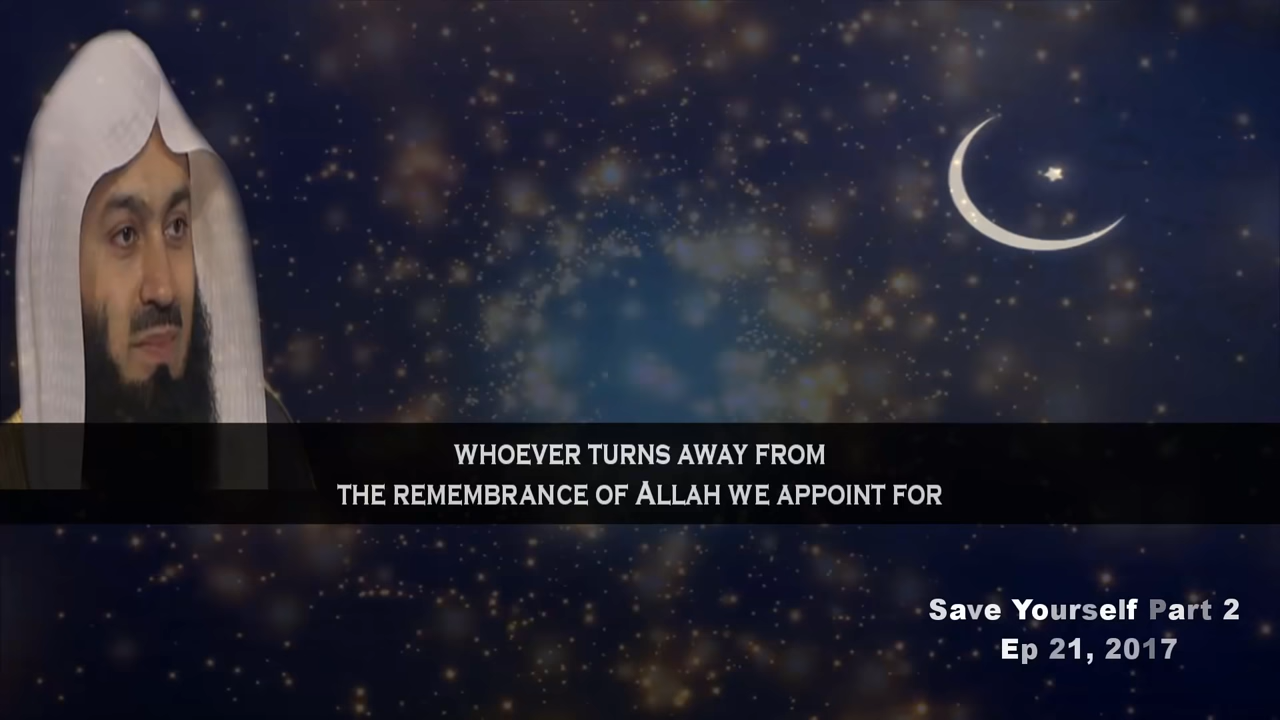 WHOEVER TURNS AWAY FROM
THE REMEMBRANCE OF ALLAH WE APPOINT FOR
Save Yourself Part 2
Ep 21, 2017